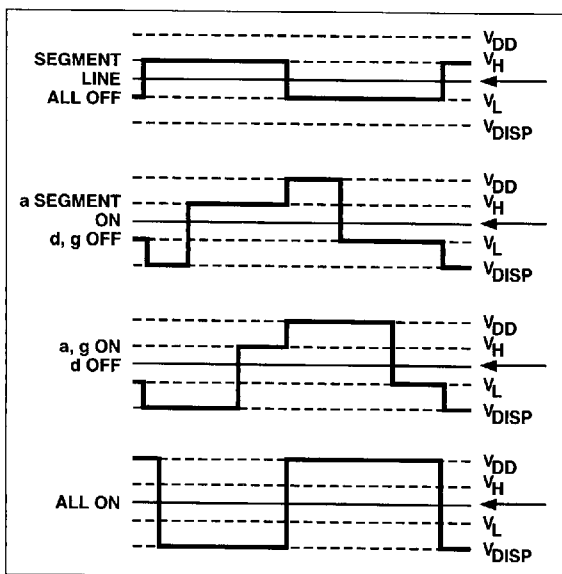 VDD
SEGMENT VH
LINE
ALL OFF VL
VDISP
VDD
a SEGMENT VH
ON
d, g OFF VL
VDISP
VDD
a, g ON VH
d OFF
VL
VDISP
VDD
VH
ALL ON
VL
VDISP